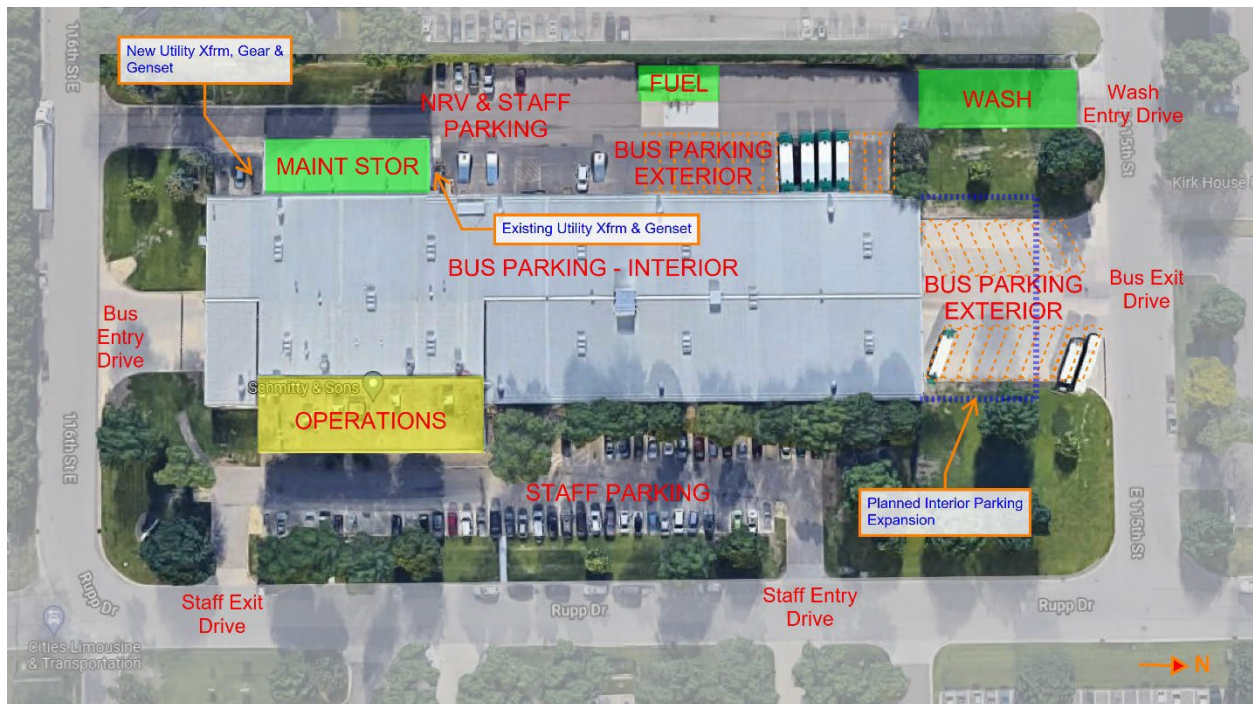 116th St E
New Utility Xfrm, Gear &
Genset
NRV & STAFF
PARKING
FUEL
WASH
Wash
Entry Drive
E 115th St
MAINT STOR
BUS PARKING
EXTERIOR
Kirk House
Existing Utility Xfrm & Genset
BUS PARKING - INTERIOR
BUS PARKING
EXTERIOR
Bus Exit
Drive
Bus
Entry
Drive
Schmitty & Sons
OPERATIONS
116th St E
STAFF PARKING
Planned Interior Parking
Expansion
E 115th St
Rupp Dr
Staff Exit
Drive
Rupp Dr
Staff Entry
Drive
Rupp Dr
Cities Limousine
& Transportation
N